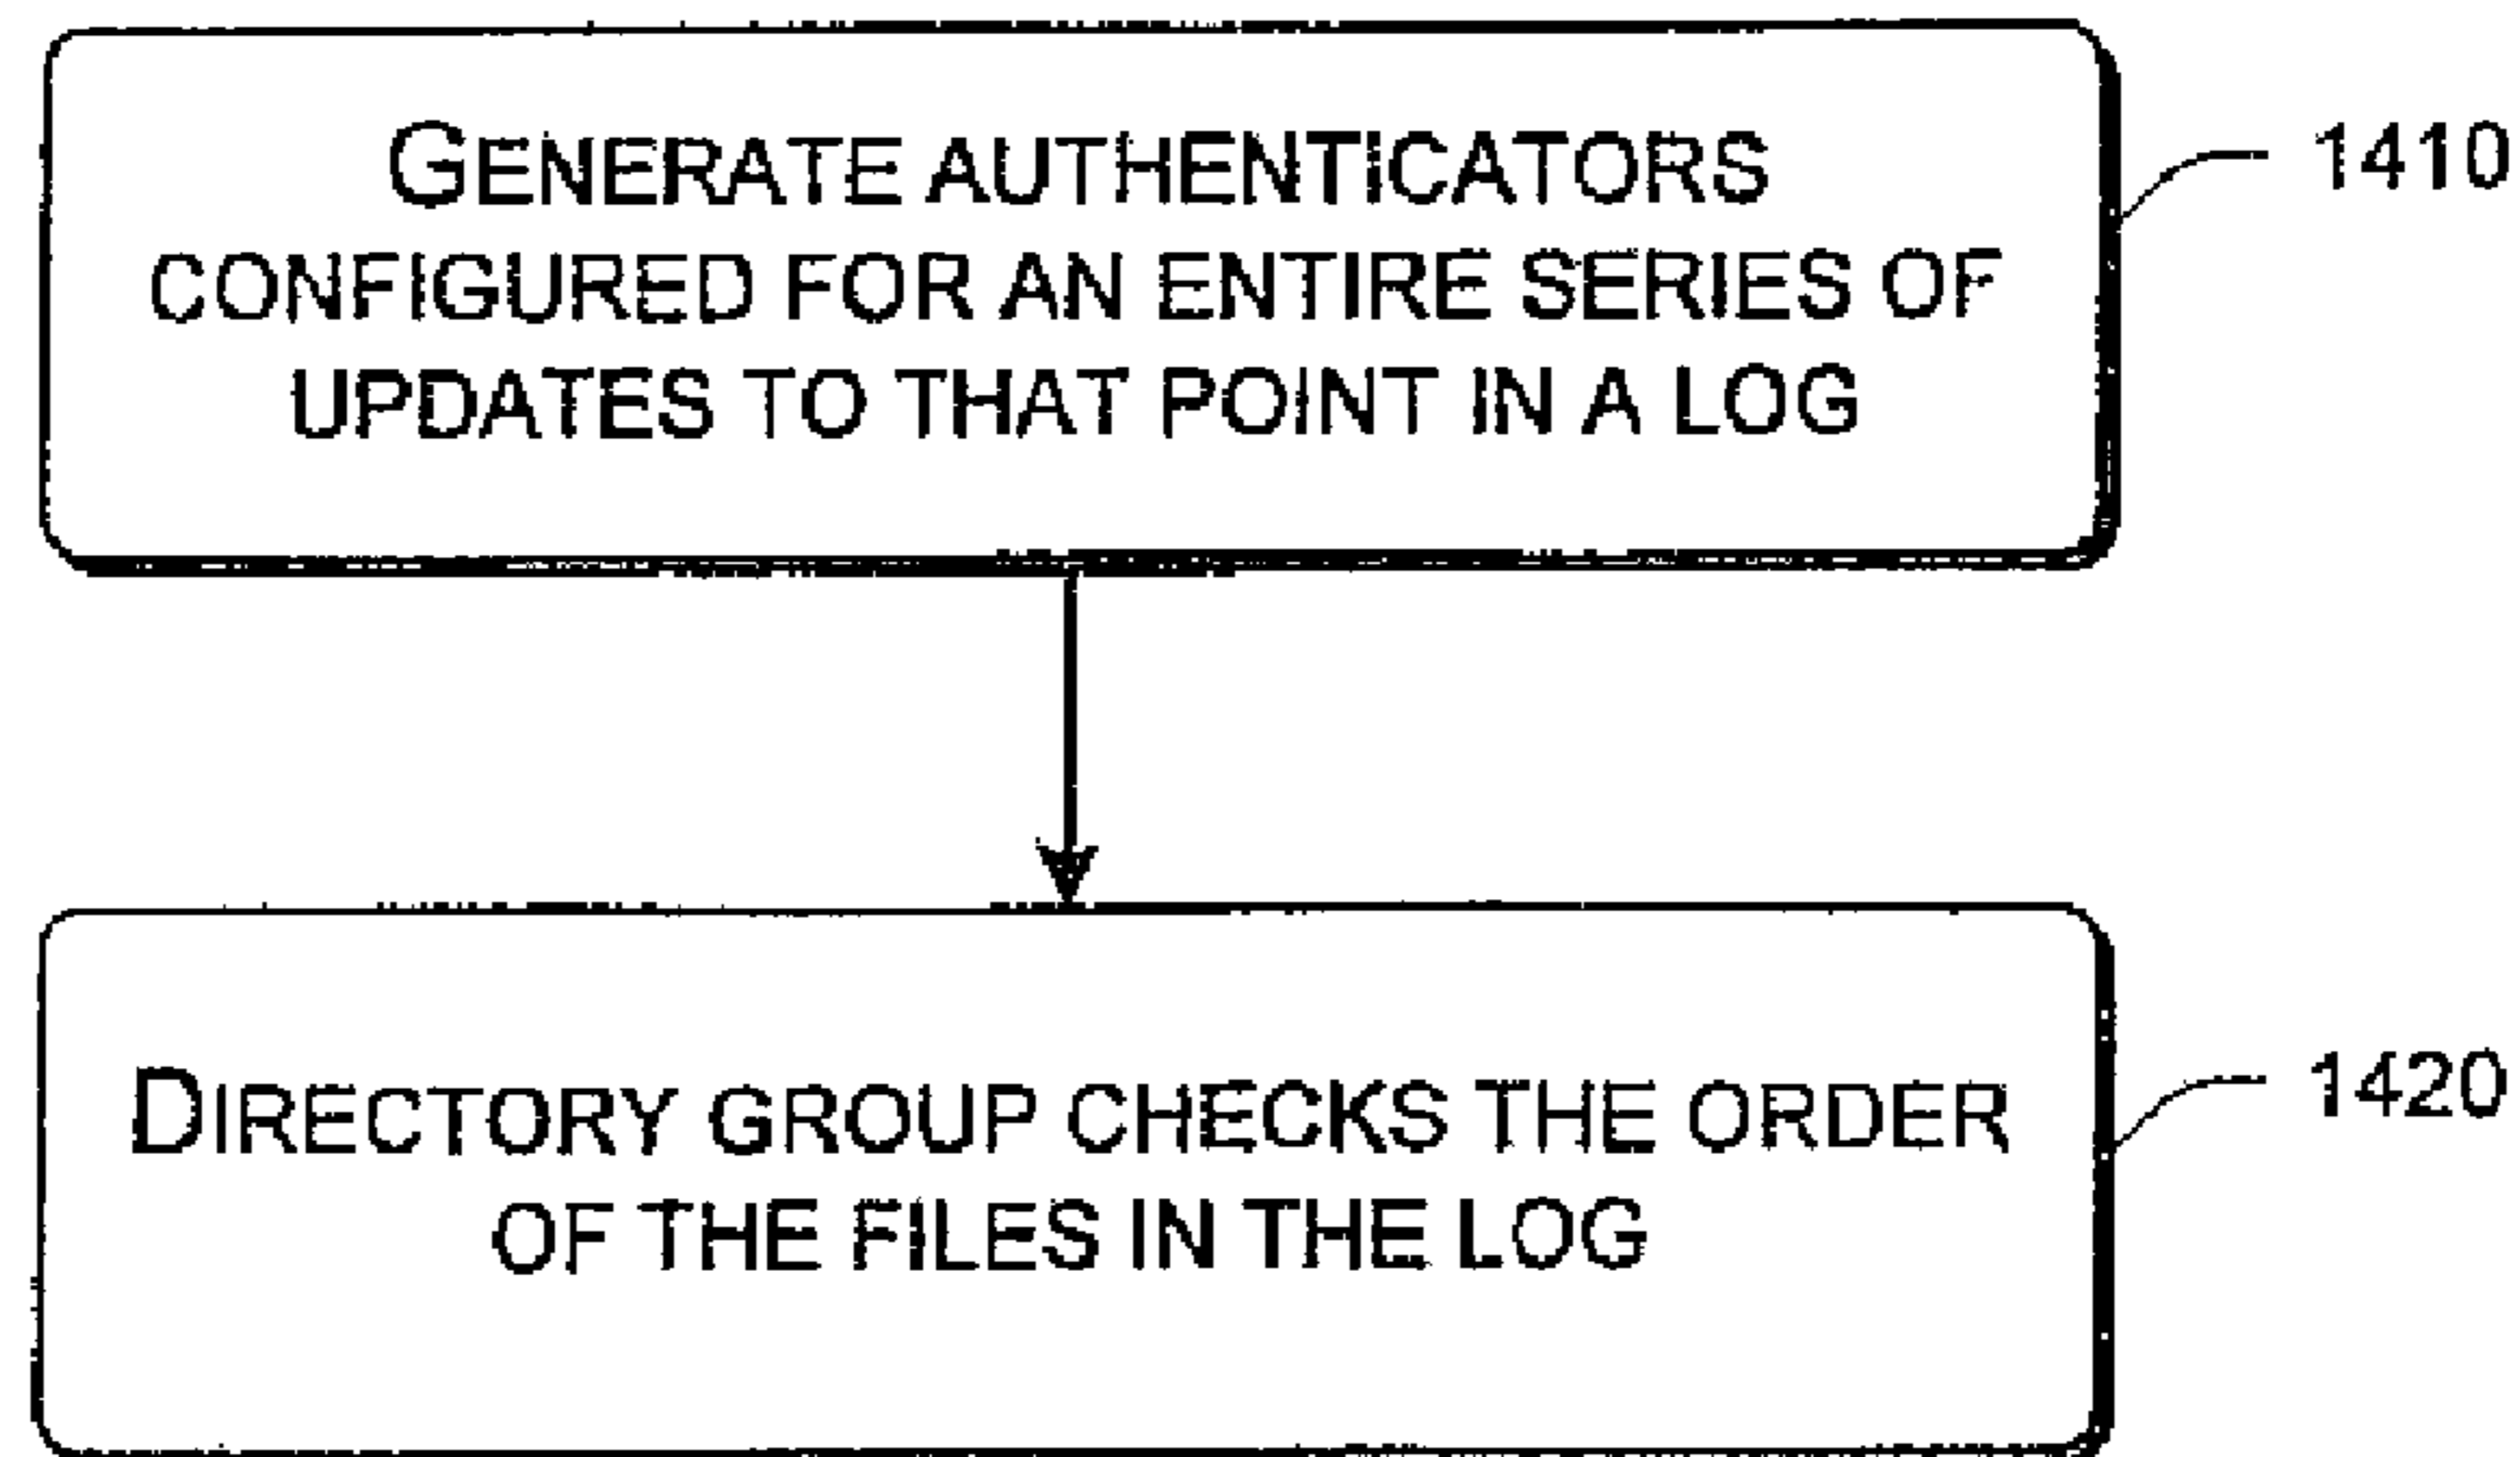 GENERATE AUTHENTICATORS
CONFIGURED FOR AN ENTIRE SERIES OF
UPDATES TO THAT POINT IN A LOG
1410
DIRECTORY GROUP CHECKS THE ORDER
OF THE FILES IN THE LOG
1420